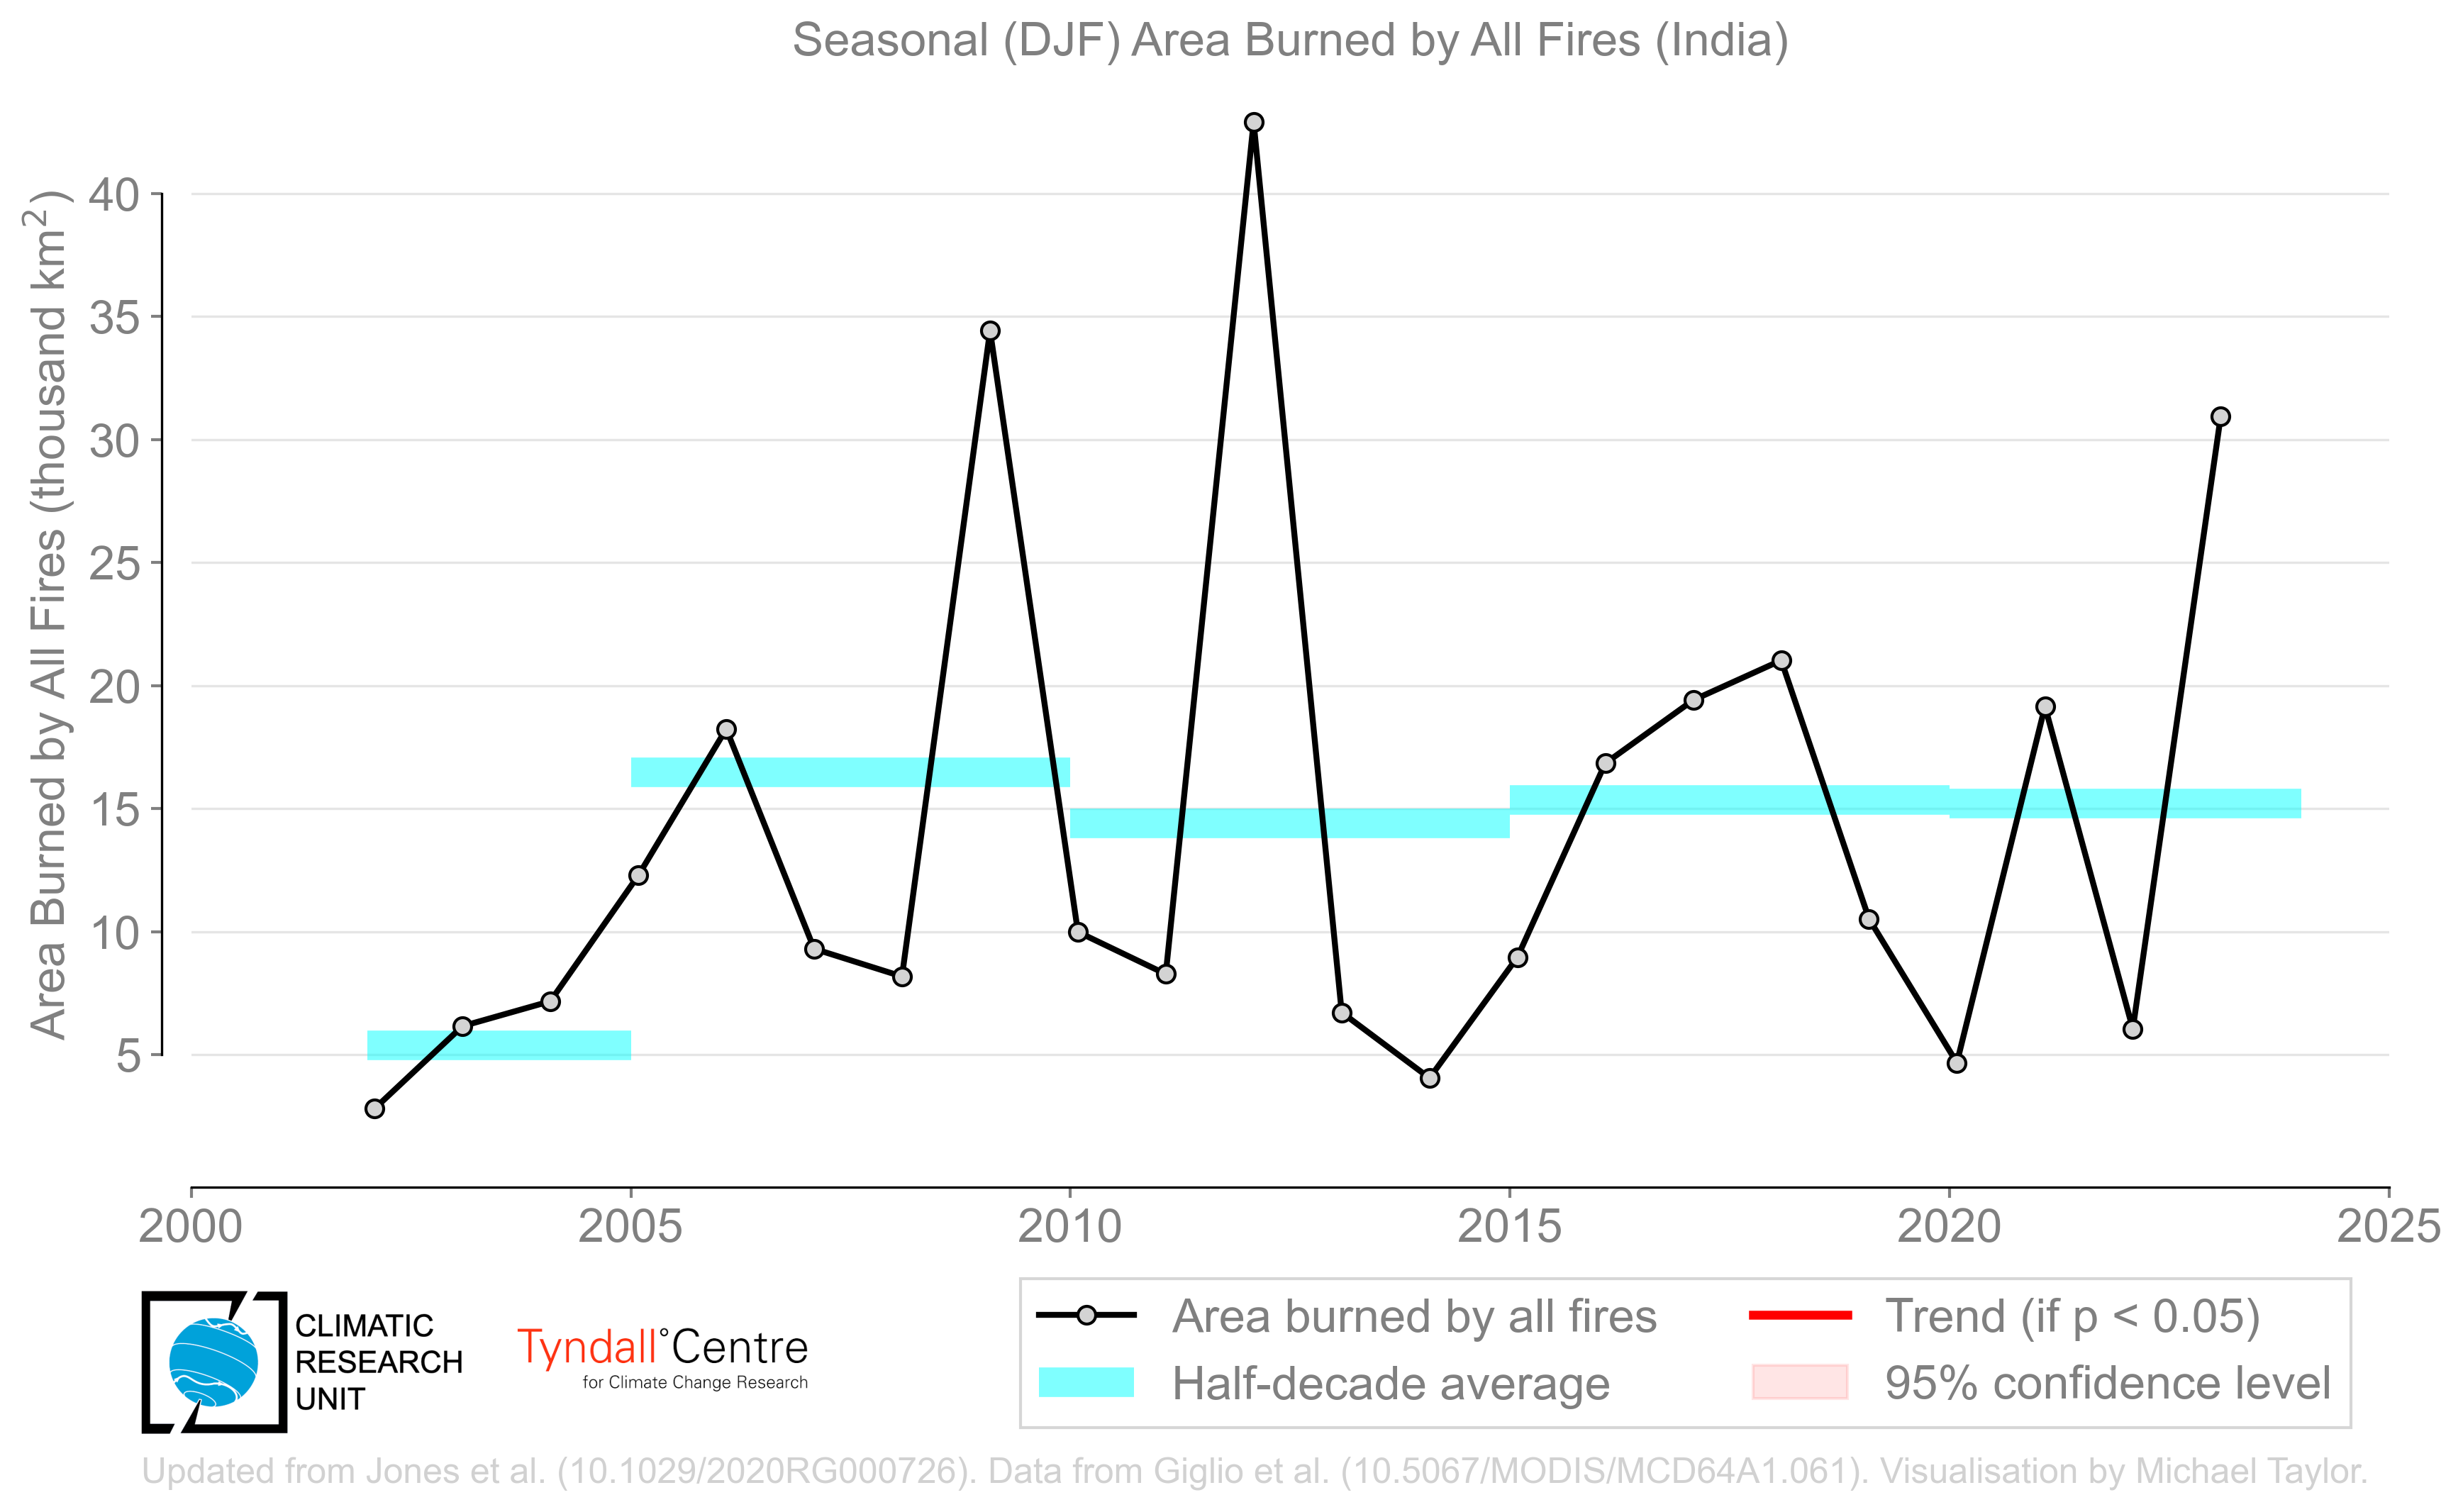 Seasonal (DJF) Area Burned by All Fires (India)
Area Burned by All Fires (thousand km²)
40
35
30
25
20
15
10
5
2000 2005 2010 2015 2020 2025
CLIMATIC
RESEARCH
UNIT
Tyndall°Centre
for Climate Change Research
Area burned by all fires
Half-decade average
Trend (if p < 0.05)
95% confidence level
Updated from Jones et al. (10.1029/2020RG000726). Data from Giglio et al. (10.5067/MODIS/MCD64A1.061). Visualisation by Michael Taylor.